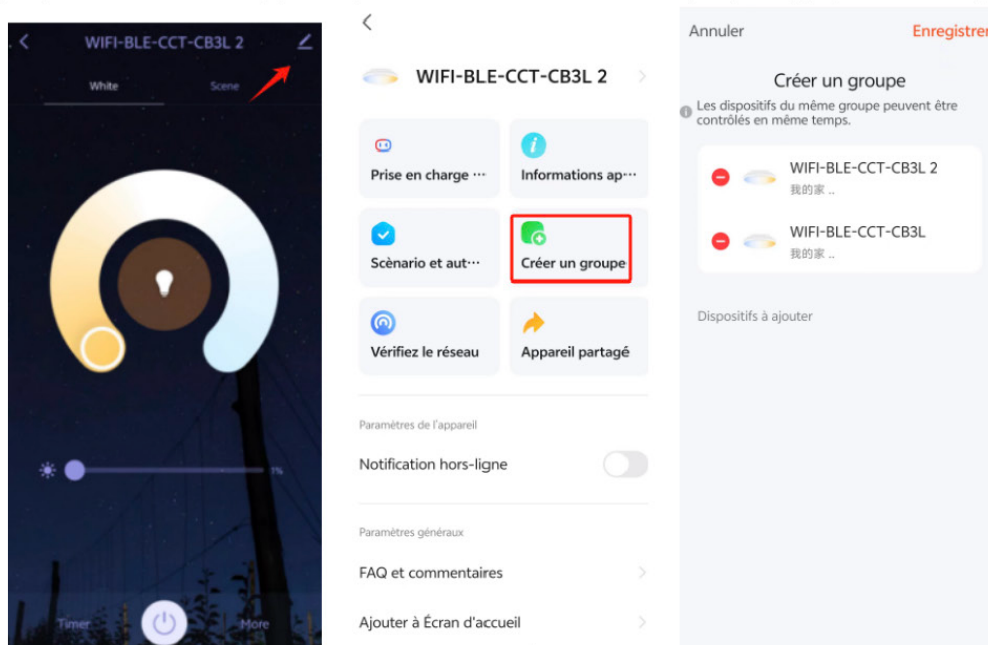 WIFI-BLE-CCT-CB3L 2
White
Scene
1%
Timer
More
WIFI-BLE-CCT-CB3L 2
Prise en charge ···
Informations ap···
Scènario et aut···
Créer un groupe
Vérifiez le réseau
Appareil partagé
Paramètres de l'appareil
Notification hors-ligne
Paramètres généraux
FAQ et commentaires
Ajouter à Écran d'accueil
Annuler
Enregistrer
Créer un groupe
Les dispositifs du même groupe peuvent être
contrôlés en même temps.
WIFI-BLE-CCT-CB3L 2
我的家 ..
WIFI-BLE-CCT-CB3L
我的家 ..
Dispositifs à ajouter